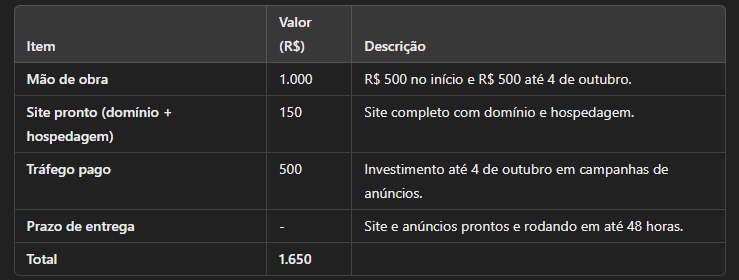 Item Valor (R$) Descrição
Mão de obra 1.000 R$ 500 no início e R$ 500 até 4 de outubro.
Site pronto (domínio + hospedagem) 150 Site completo com domínio e hospedagem.
Tráfego pago 500 Investimento até 4 de outubro em campanhas de anúncios.
Prazo de entrega - Site e anúncios prontos e rodando em até 48 horas.
Total 1.650